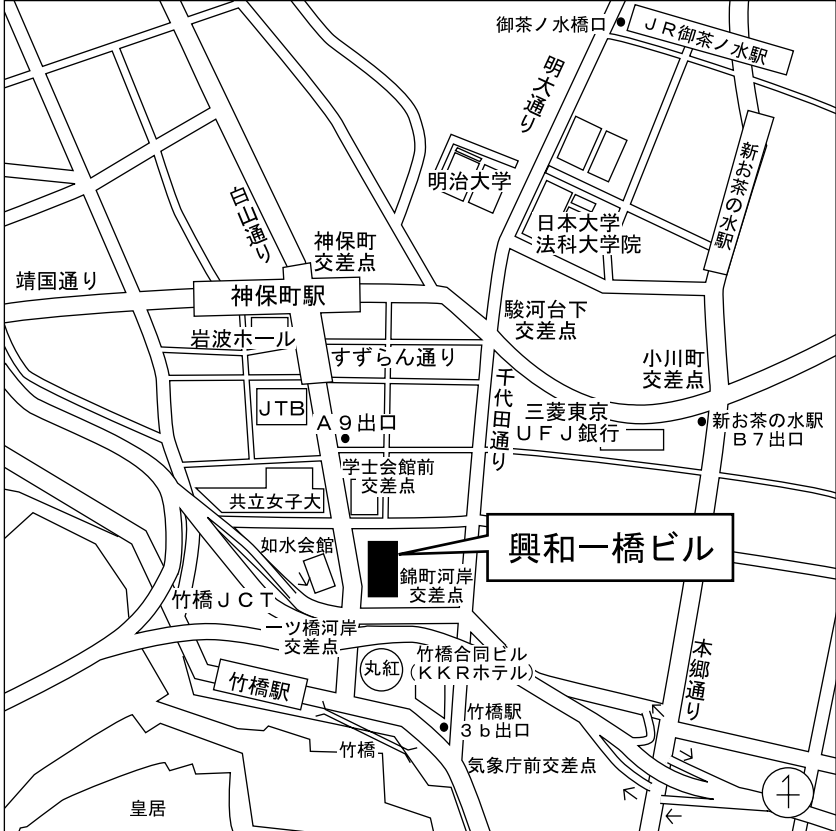 御茶ノ水橋口
JR御茶ノ水駅
明大通り
新お茶の水駅
明治大学
白山通り
日本大学
法科大学院
神保町
交差点
靖国通り
神保町駅
駿河台下
交差点
岩波ホール
すずらん通り
小川町
交差点
千代田通り
JTB
A9出口
三菱東京
UFJ銀行
新お茶の水駅
B7出口
学士会館前
交差点
共立女子大
如水会館
興和一橋ビル
錦町河岸
交差点
竹橋JCT
一ツ橋河岸
交差点
本郷通り
丸紅
竹橋合同ビル
(KKRホテル)
竹橋駅
竹橋駅
3b出口
竹橋
気象庁前交差点
皇居